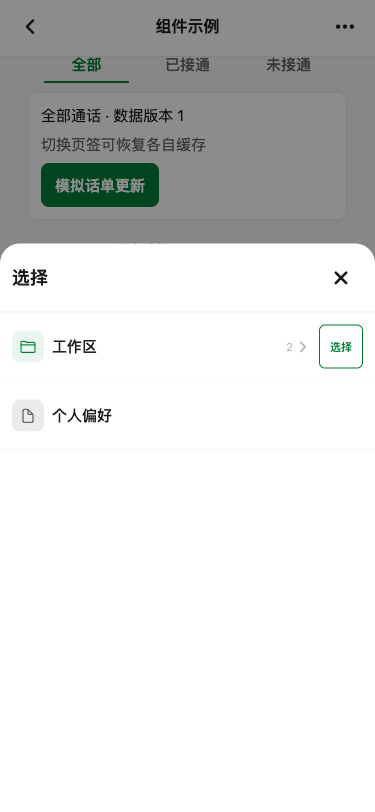 组件示例
全部 已接通 未接通
全部通话 · 数据版本 1
切换页签可恢复各自缓存
模拟话单更新
选择
工作区 2 选择
个人偏好